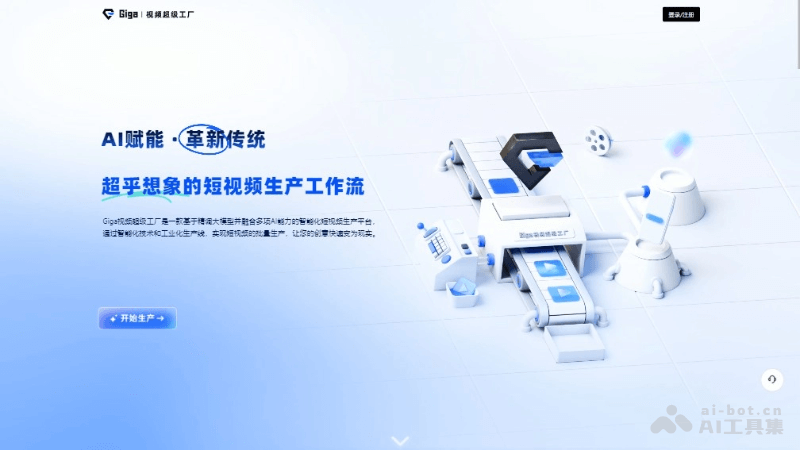 Giga | 视频超级工厂
登录/注册
AI赋能 · 革新传统
超乎想象的短视频生产工作流
Giga视频超级工厂是一款基于精调大模型并融合多项AI能力的智能化短视频生产平台，
通过智能化技术和工业化生产线，实现短视频的批量生产，让您的创意快速变为现实。
Giga视频超级工厂
开始生产→
ai-bot.cn
AI工具集